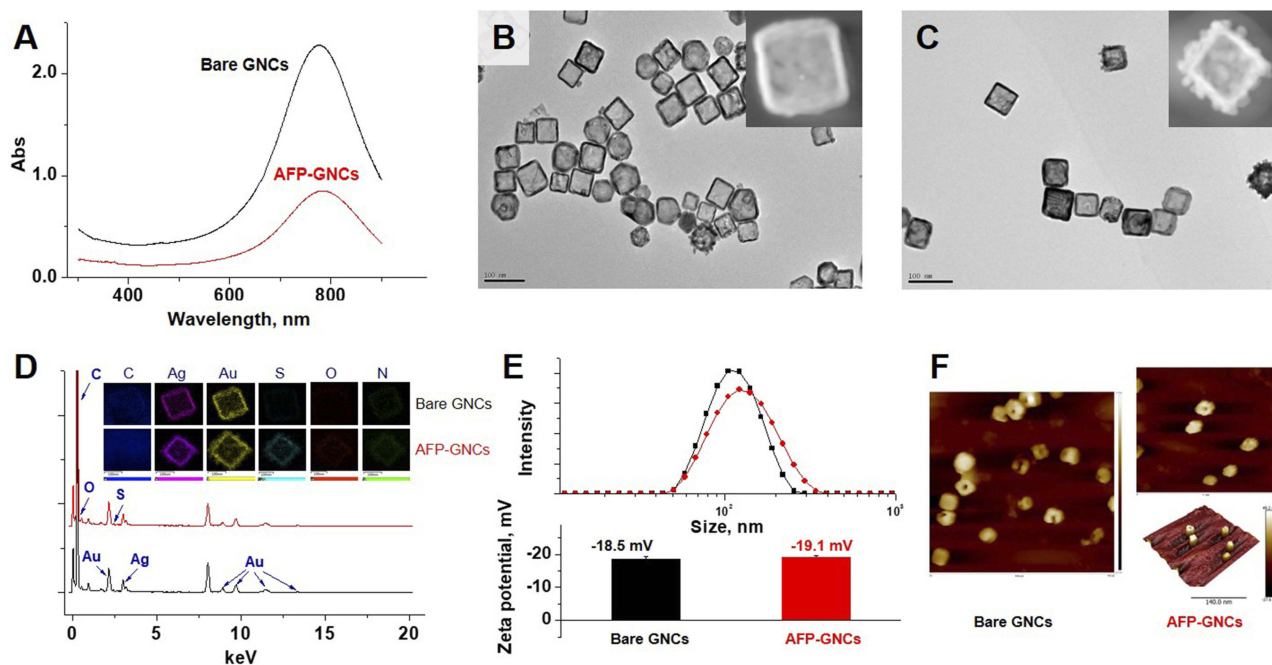 A
2.0
1.0
0.0
Abs
Bare GNCs
AFP-GNCs
400
600
800
Wavelength, nm
B
100 nm
C
100 nm
D
C
C
Ag
Au
S
O
N
Bare GNCs
AFP-GNCs
O
S
Au
Ag
Au
0
5
10
15
20
keV
E
Intensity
10²
10³
Size, nm
Zeta potential, mV
-20
-10
0
-18.5 mV
-19.1 mV
Bare GNCs
AFP-GNCs
F
140.0 nm
Bare GNCs
AFP-GNCs